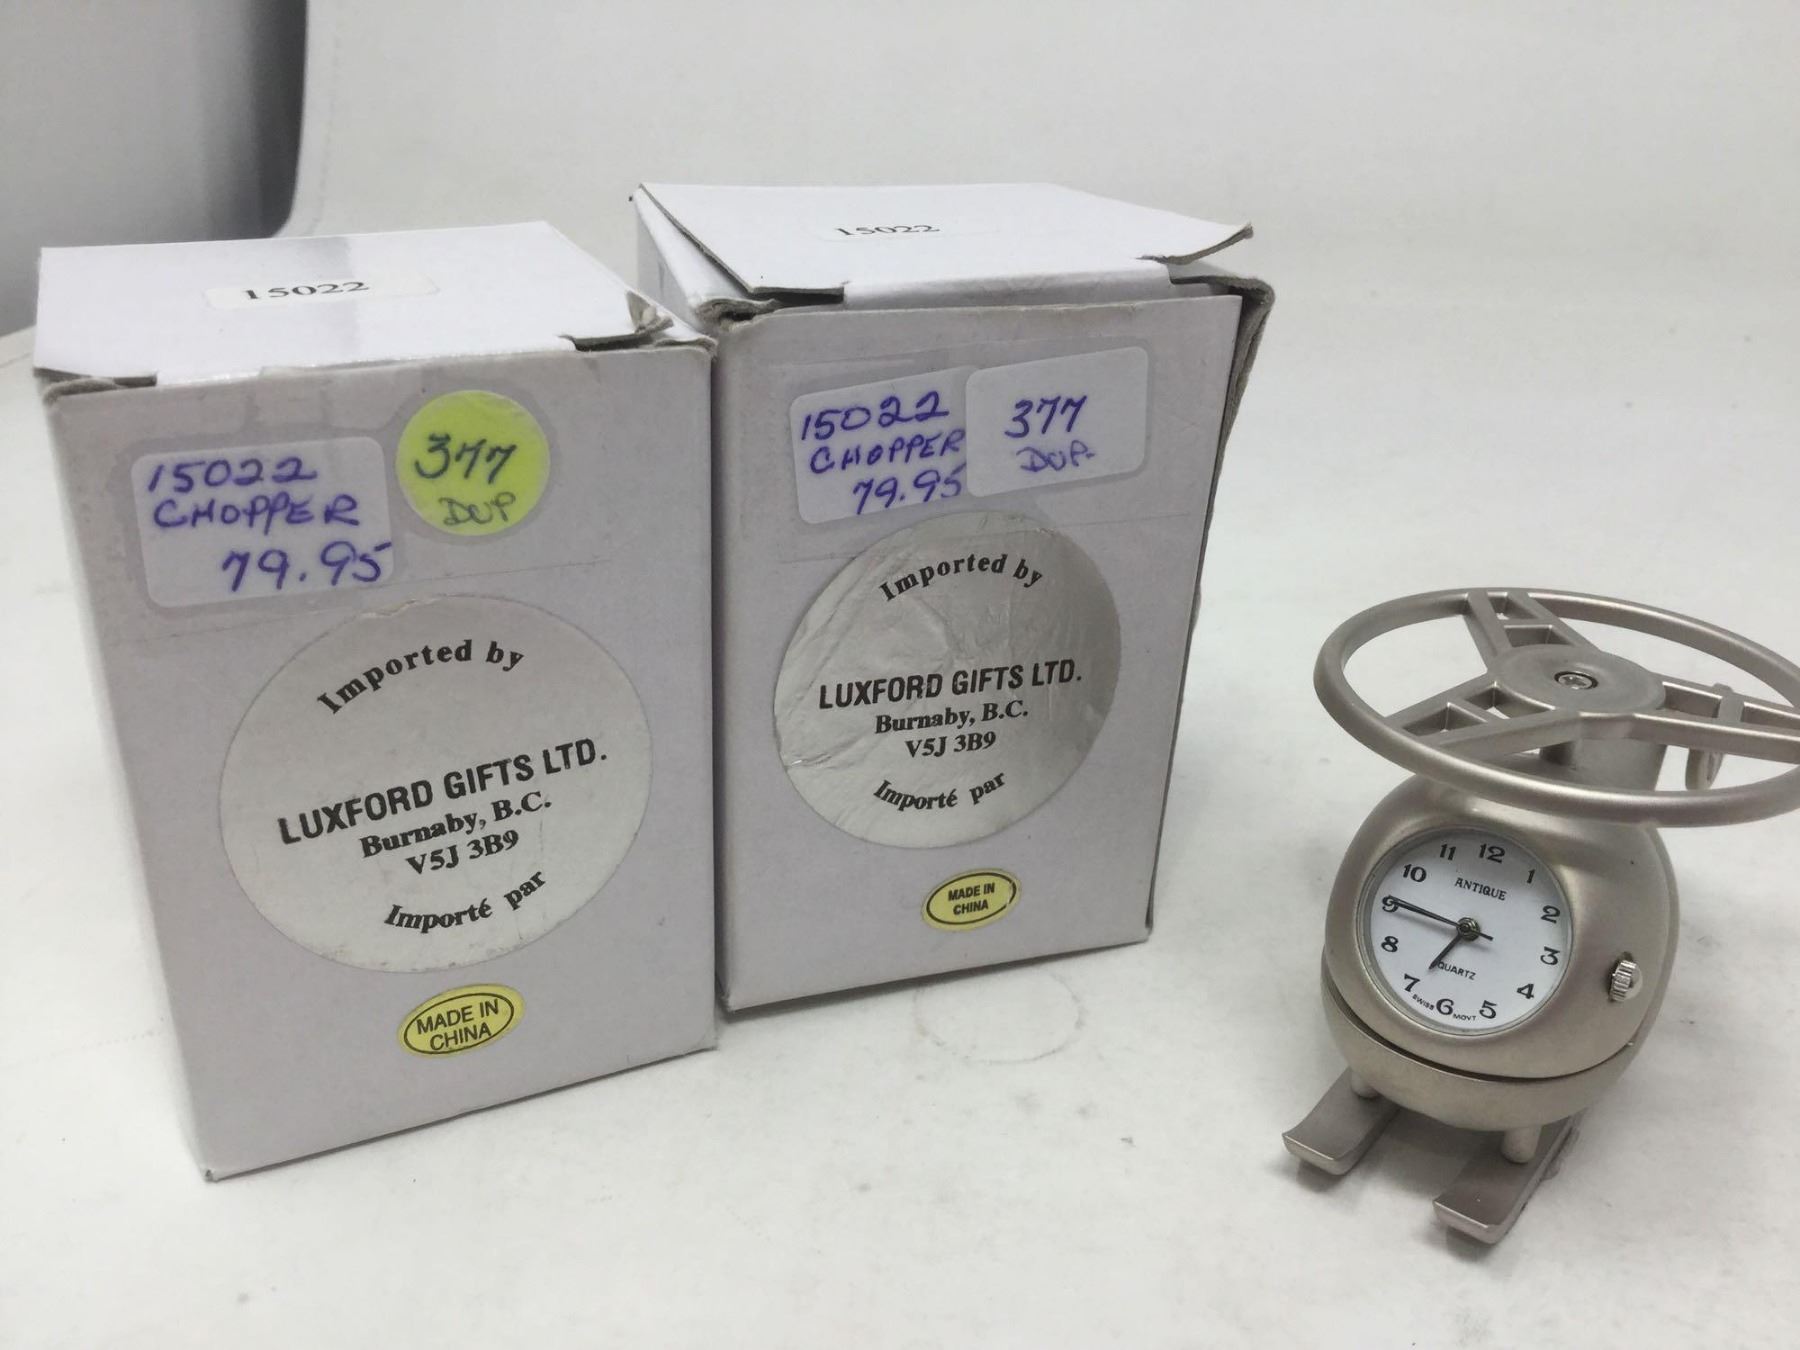 15022
15022
CHOPPER
79.95
377
DUP
Imported by
LUXFORD GIFTS LTD.
Burnaby, B.C.
V5J 3B9
Importé par
MADE IN
CHINA
15022
15022
CHOPPER
79.95
377
DUP
Imported by
LUXFORD GIFTS LTD.
Burnaby, B.C.
V5J 3B9
Importé par
MADE IN
CHINA
11 12 1
10 2
ANTIQUE
9 3
8 4
QUARTZ
7 6 5
SWISS MOVT